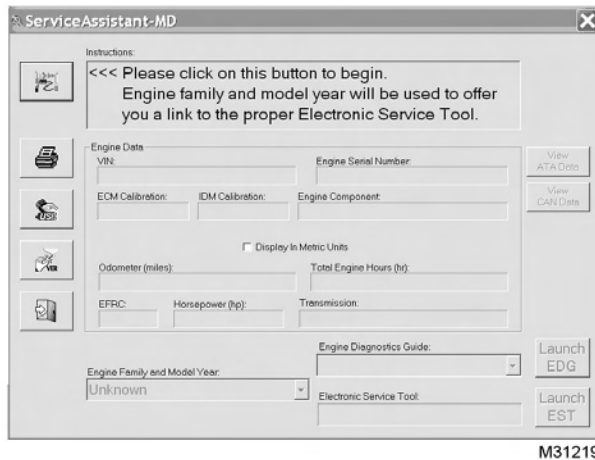 ServiceAssistant-MD
Instructions:
<<< Please click on this button to begin.
Engine family and model year will be used to offer
you a link to the proper Electronic Service Tool.
Engine Data
VIN:
Engine Serial Number:
View
ATA Data
ECM Calibration:
IDM Calibration:
Engine Component:
View
CAN Data
USB
Display In Metric Units
Odometer (miles):
Total Engine Hours (hr):
VER
EFRC:
Horsepower (hp):
Transmission:
Engine Diagnostics Guide:
Launch
EDG
Engine Family and Model Year:
Unknown
Electronic Service Tool:
Launch
EST
M31219